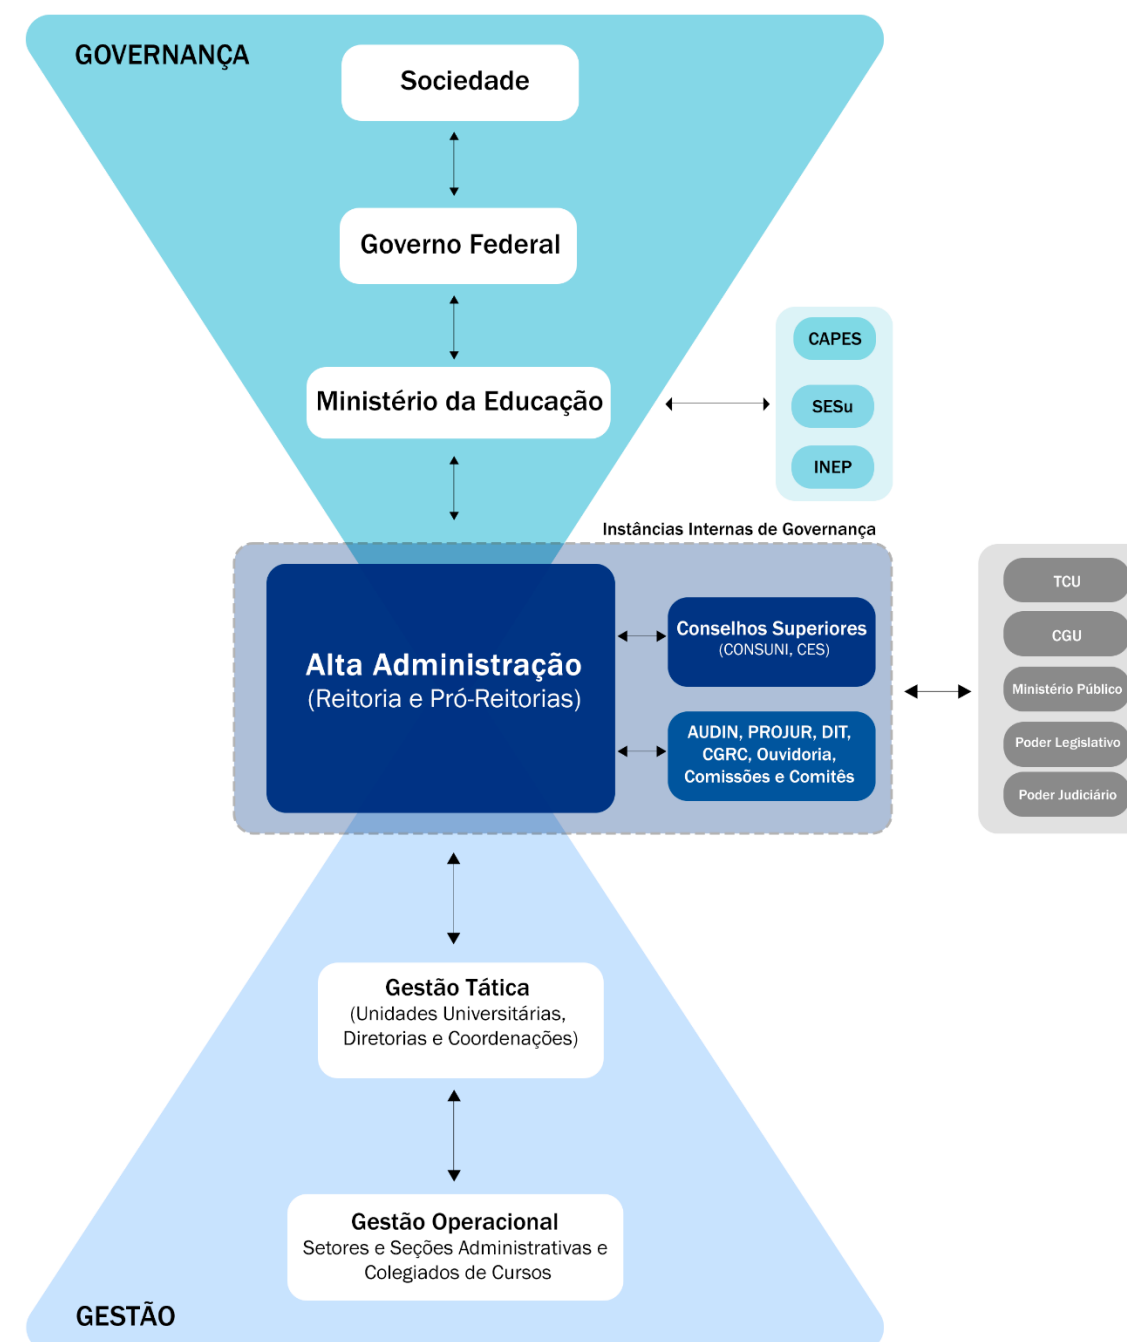 GOVERNANÇA
Sociedade
Governo Federal
Ministério da Educação
CAPES
SESu
INEP
Instâncias Internas de Governança
Alta Administração
(Reitoria e Pró-Reitorias)
Conselhos Superiores
(CONSUNI, CES)
AUDIN, PROJUR, DIT,
CGRC, Ouvidoria,
Comissões e Comitês
TCU
CGU
Ministério Público
Poder Legislativo
Poder Judiciário
Gestão Tática
(Unidades Universitárias,
Diretorias e Coordenações)
Gestão Operacional
Setores e Seções Administrativas e
Colegiados de Cursos
GESTÃO